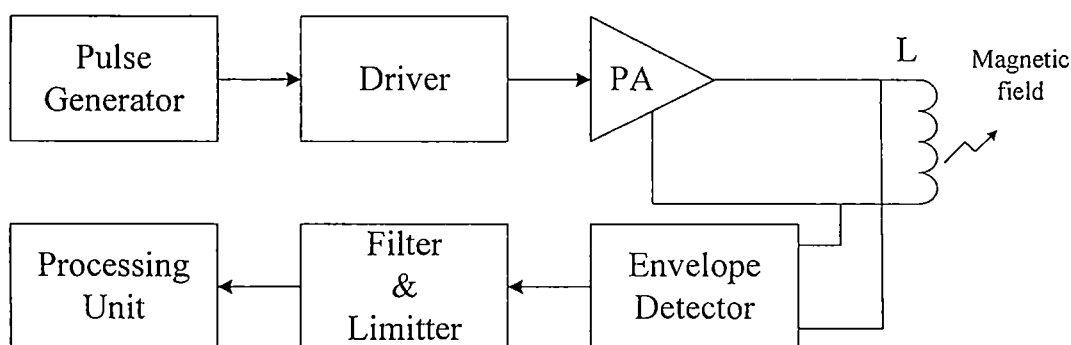 Pulse
Generator
Driver
PA
L
Magnetic
field
Processing
Unit
Filter
&
Limitter
Envelope
Detector